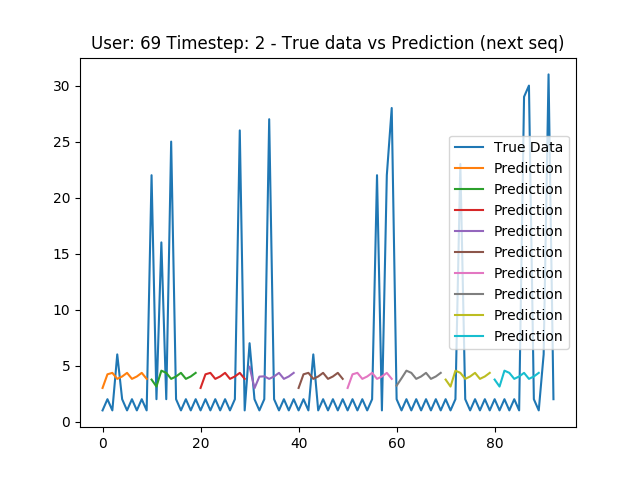 User: 69 Timestep: 2 - True data vs Prediction (next seq)
30
25
20
15
10
5
0
0
20
40
60
80
True Data
Prediction
Prediction
Prediction
Prediction
Prediction
Prediction
Prediction
Prediction
Prediction